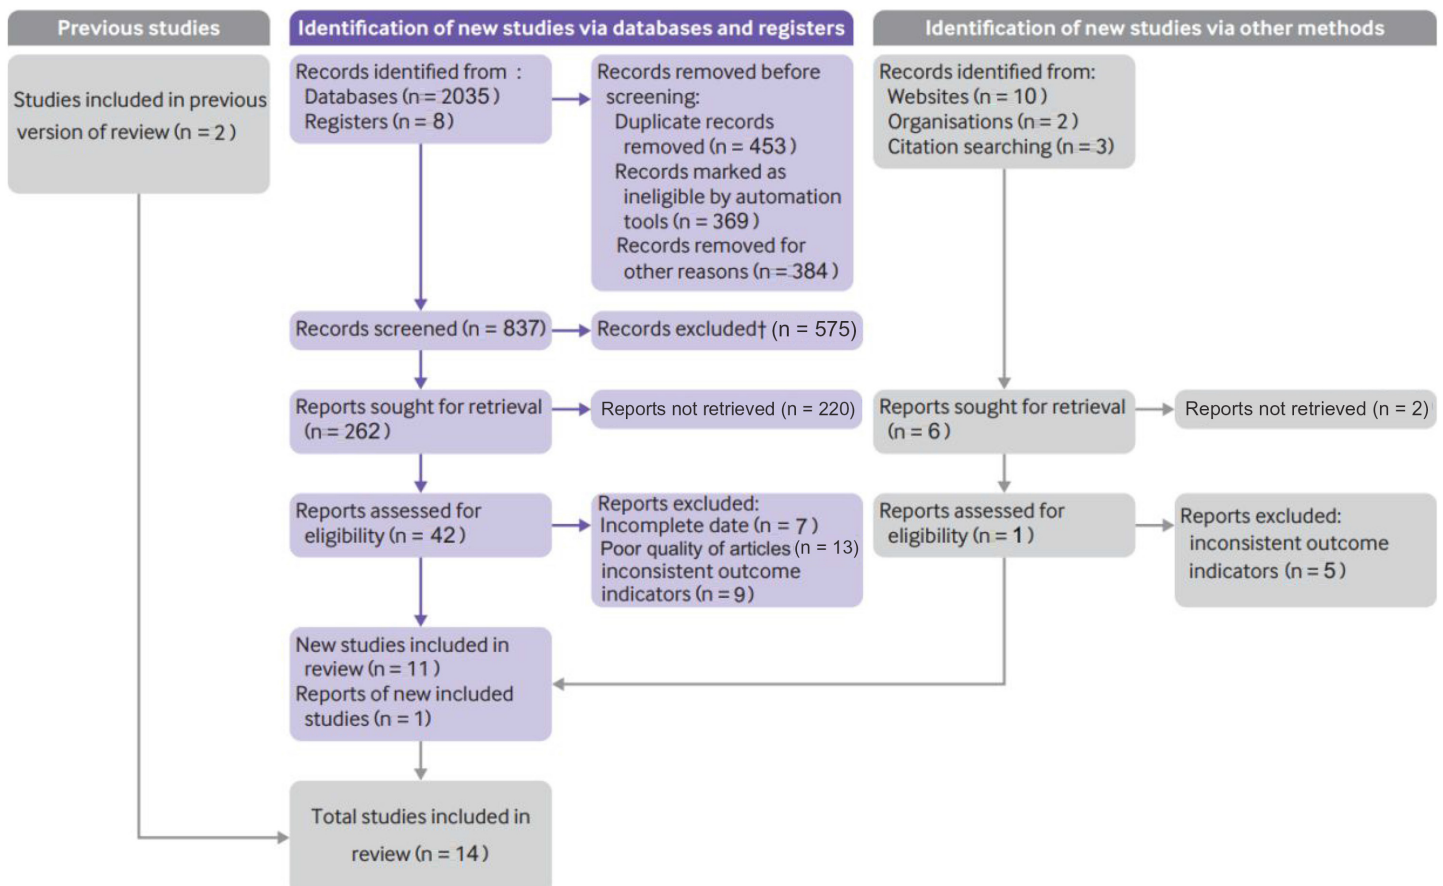 Previous studies
Studies included in previous
version of review (n = 2)
Identification of new studies via databases and registers
Records identified from :
Databases (n = 2035)
Registers (n = 8)
Records removed before
screening:
Duplicate records
removed (n = 453)
Records marked as
ineligible by automation
tools (n = 369)
Records removed for
other reasons (n = 384)
Records screened (n = 837)
Records excluded† (n = 575)
Reports sought for retrieval
(n = 262)
Reports not retrieved (n = 220)
Reports assessed for
eligibility (n = 42)
Reports excluded:
Incomplete date (n = 7)
Poor quality of articles (n = 13)
inconsistent outcome
indicators (n = 9)
New studies included in
review (n = 11)
Reports of new included
studies (n = 1)
Total studies included in
review (n = 14)
Identification of new studies via other methods
Records identified from:
Websites (n = 10)
Organisations (n = 2)
Citation searching (n = 3)
Reports sought for retrieval
(n = 6)
Reports not retrieved (n = 2)
Reports assessed for
eligibility (n = 1)
Reports excluded:
inconsistent outcome
indicators (n = 5)